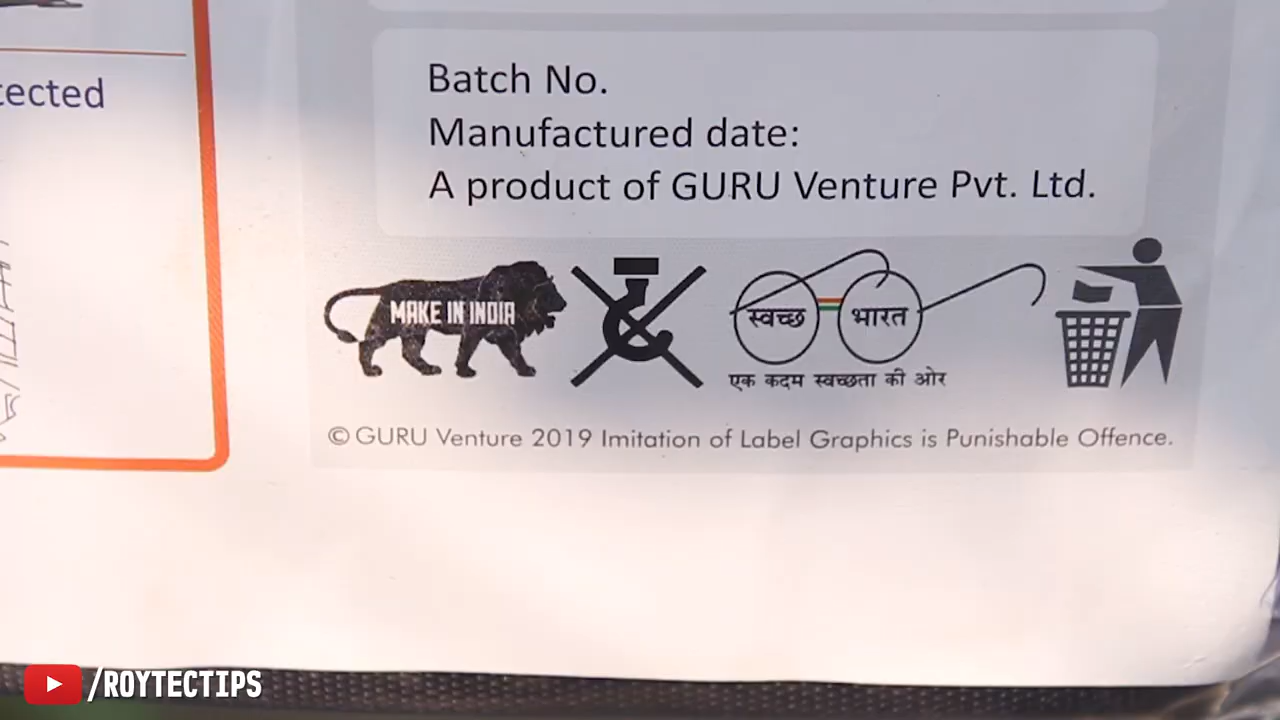 tected
Batch No.
Manufactured date:
A product of GURU Venture Pvt. Ltd.
MAKE IN INDIA
स्वच्छ भारत
एक कदम स्वच्छता की ओर
© GURU Venture 2019 Imitation of Label Graphics is Punishable Offence.
/ROYTECTIPS